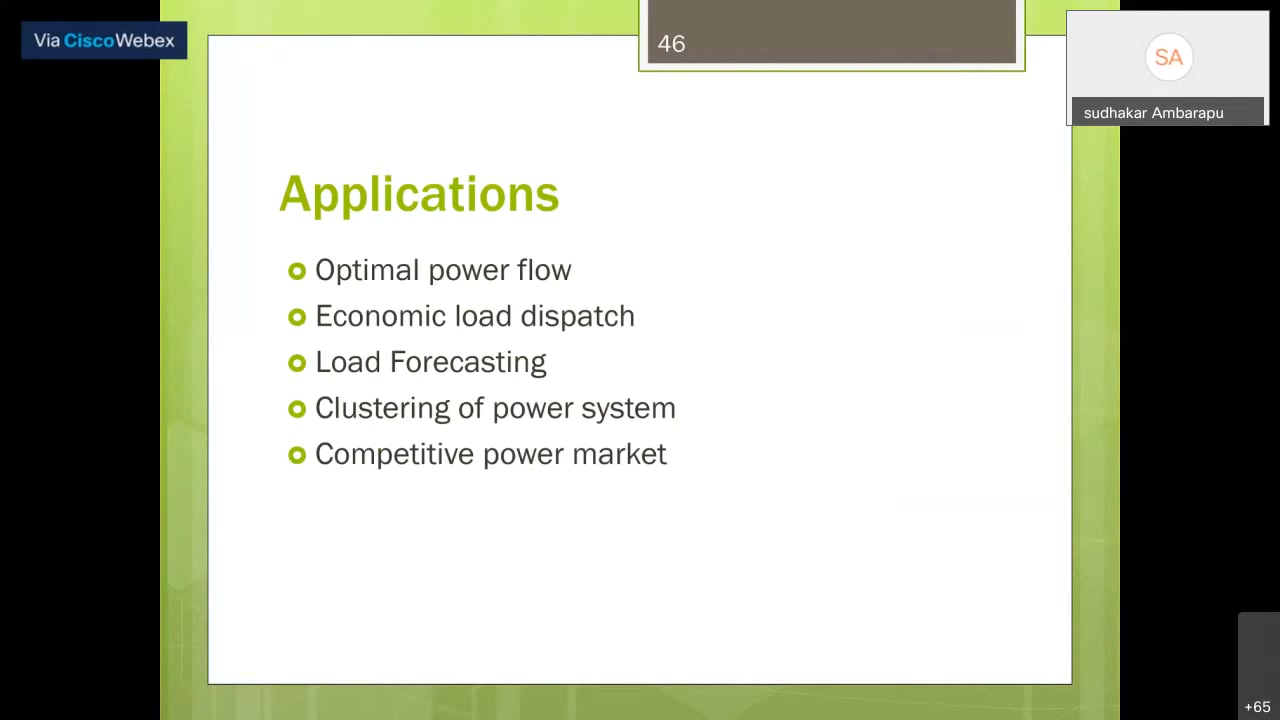 Via CiscoWebex
46
SA
sudhakar Ambarapu
Applications
Optimal power flow
Economic load dispatch
Load Forecasting
Clustering of power system
Competitive power market
+65